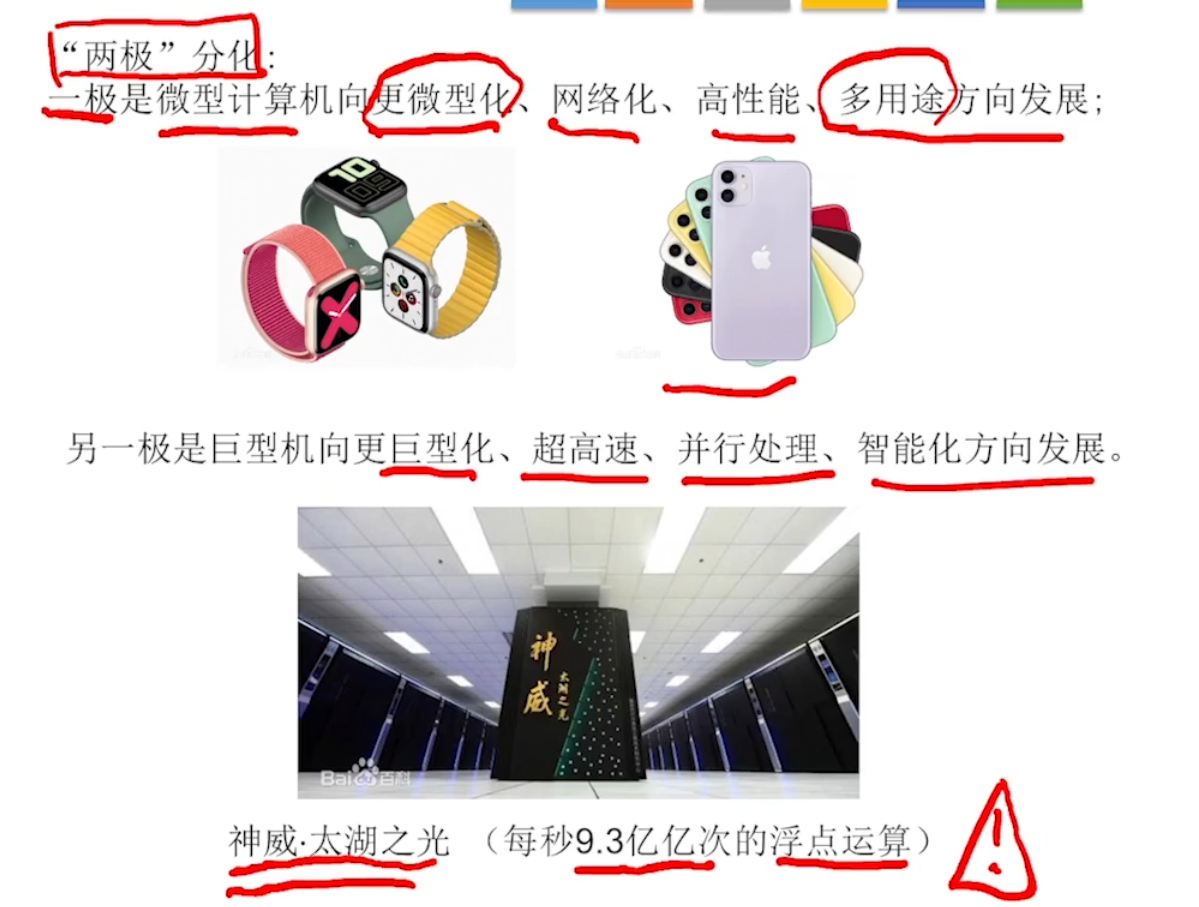 “两极”分化:
一极是微型计算机向更微型化、网络化、高性能、多用途方向发展;
10
09
另一极是巨型机向更巨型化、超高速、并行处理、智能化方向发展。
神威
太湖之光
Bai百科
神威·太湖之光 （每秒9.3亿亿次的浮点运算）
!